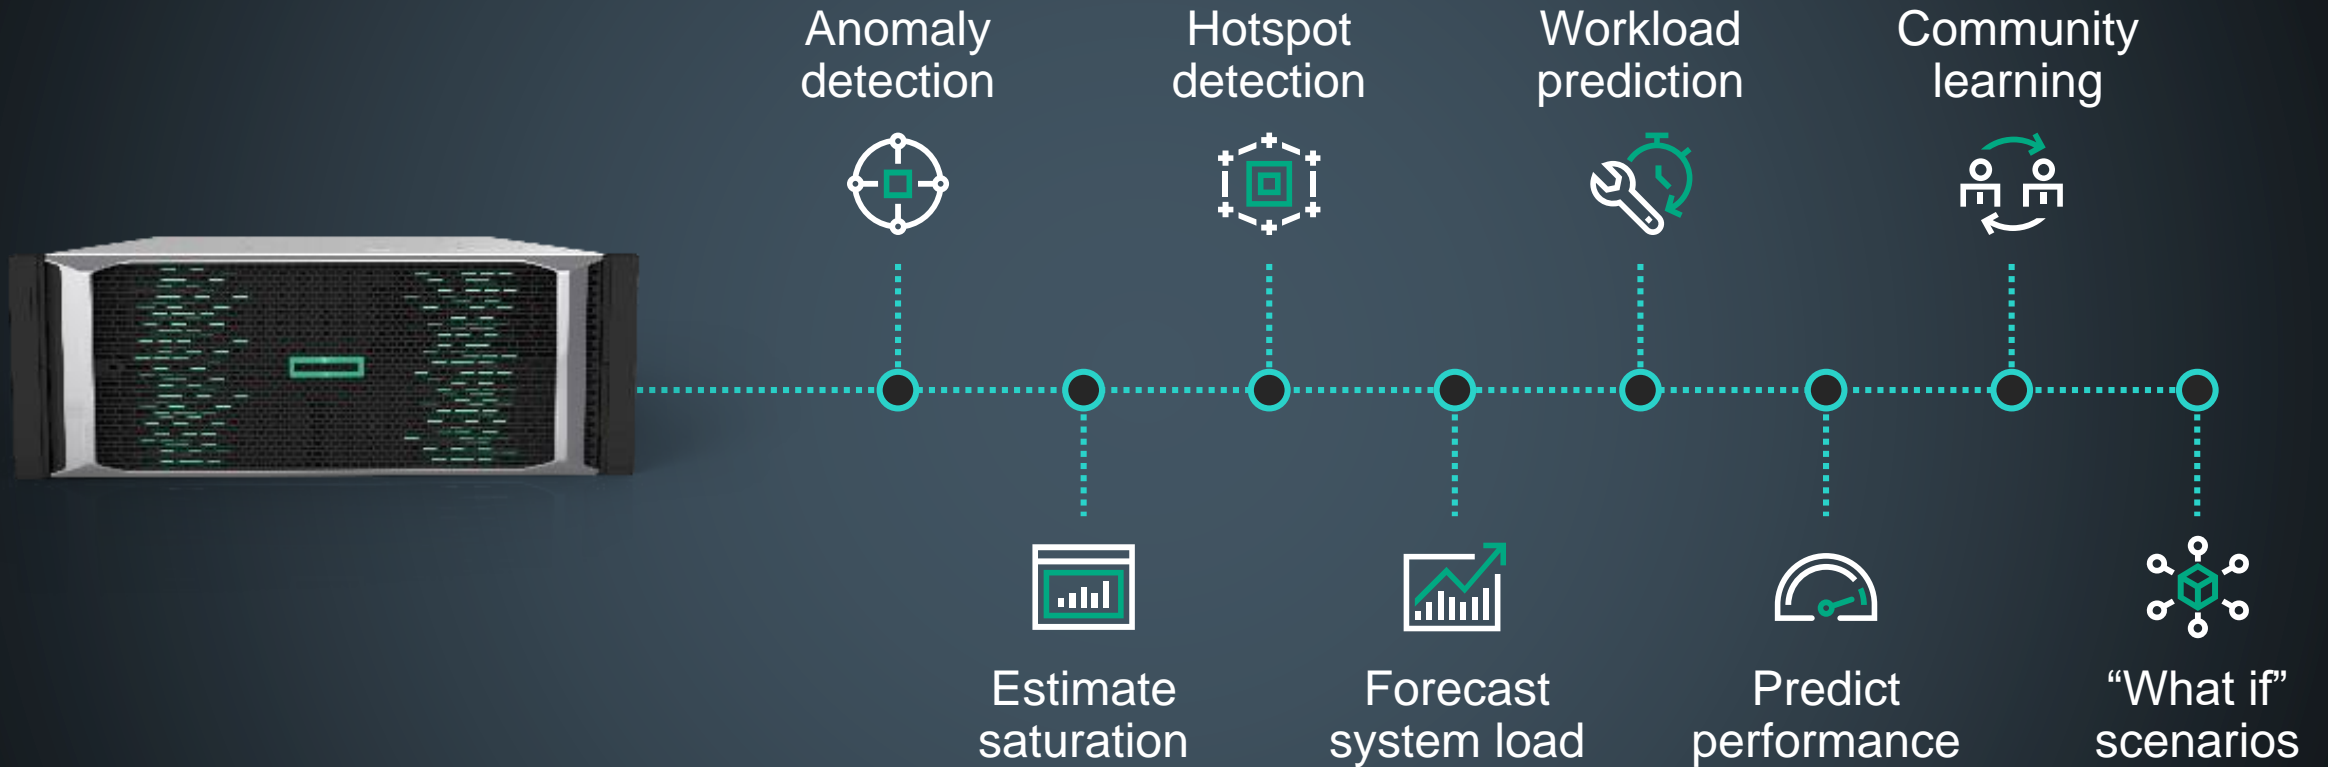 Anomaly
detection
Hotspot
detection
Workload
prediction
Community
learning
Estimate
saturation
Forecast
system load
Predict
performance
“What if”
scenarios